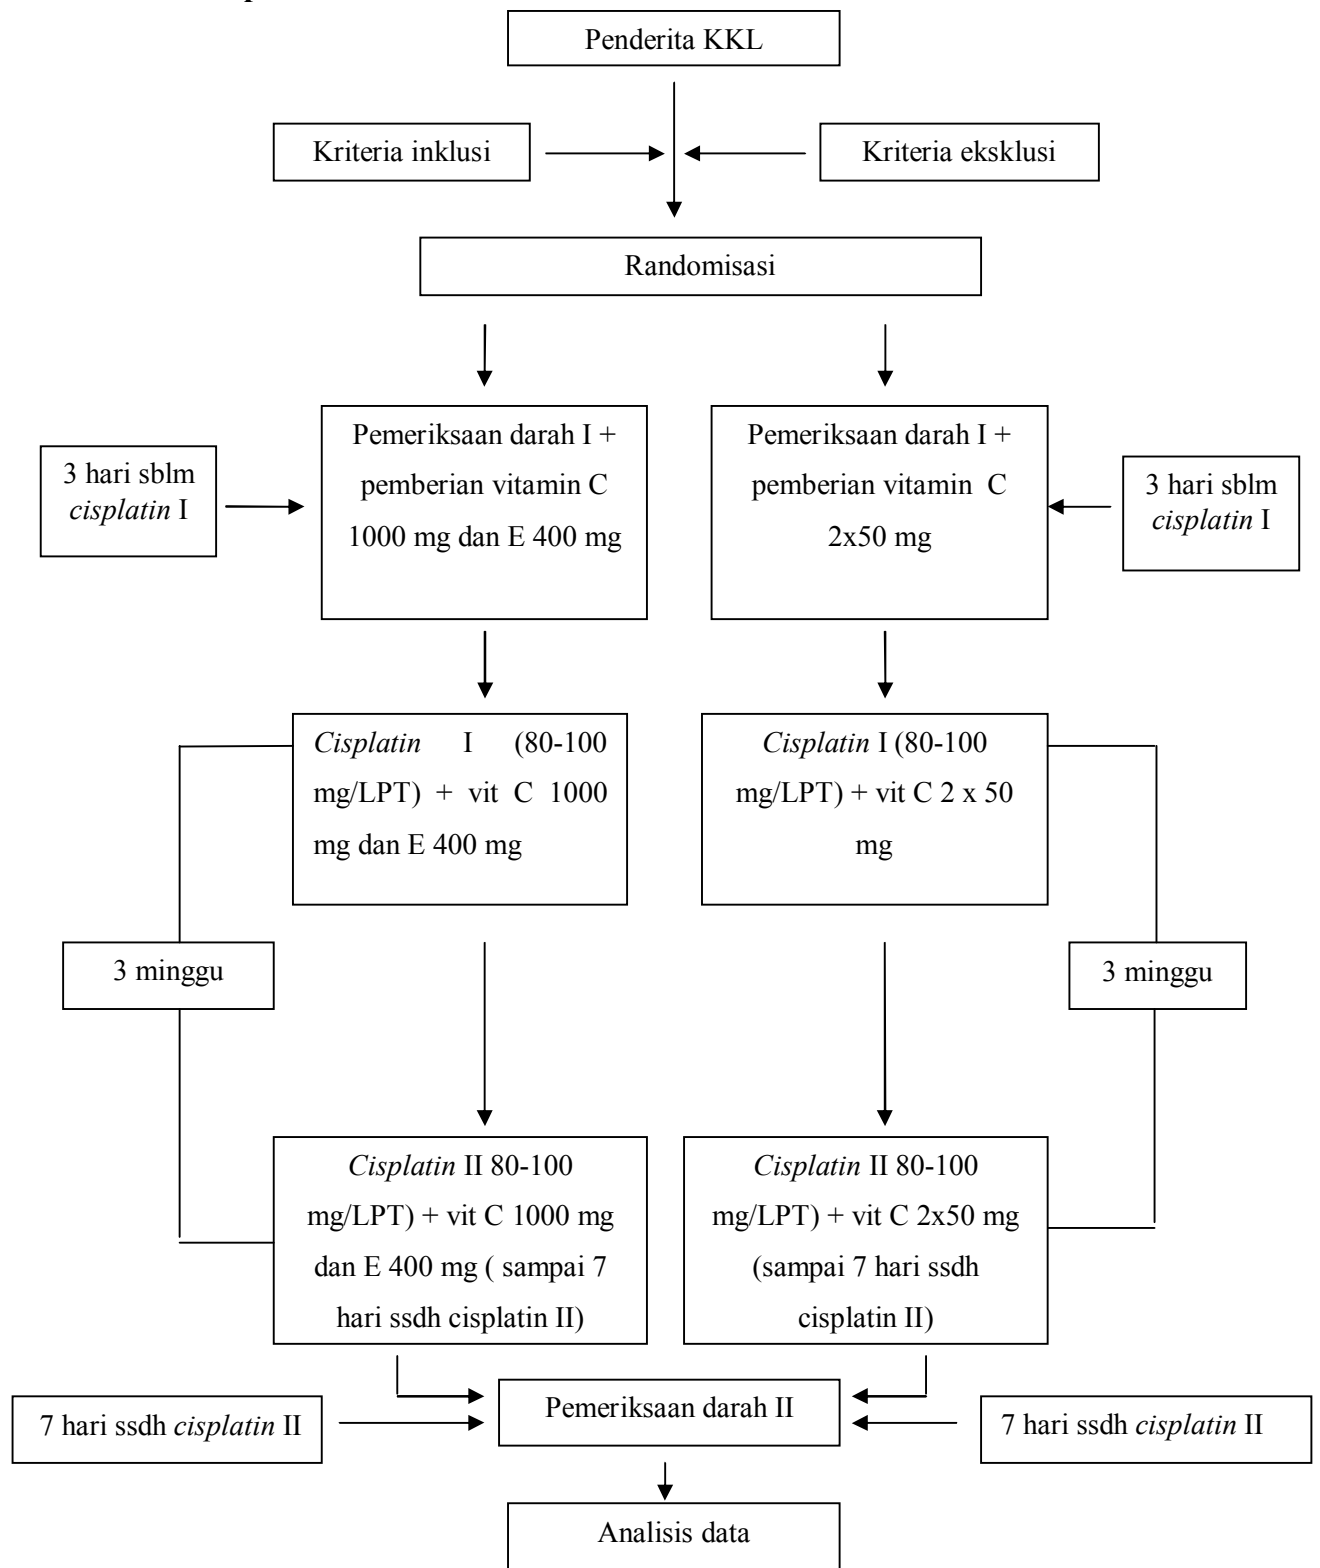 Penderita KKL
Kriteria inklusi
Kriteria eksklusi
Randomisasi
3 hari sblm
cisplatin I
Pemeriksaan darah I +
pemberian vitamin C
1000 mg dan E 400 mg
Pemeriksaan darah I +
pemberian vitamin C
2x50 mg
3 hari sblm
cisplatin I
Cisplatin I (80-100
mg/LPT) + vit C 1000
mg dan E 400 mg
Cisplatin I (80-100
mg/LPT) + vit C 2 x 50
mg
3 minggu
3 minggu
Cisplatin II 80-100
mg/LPT) + vit C 1000 mg
dan E 400 mg ( sampai 7
hari ssdh cisplatin II)
Cisplatin II 80-100
mg/LPT) + vit C 2x50 mg
(sampai 7 hari ssdh
cisplatin II)
7 hari ssdh cisplatin II
Pemeriksaan darah II
7 hari ssdh cisplatin II
Analisis data